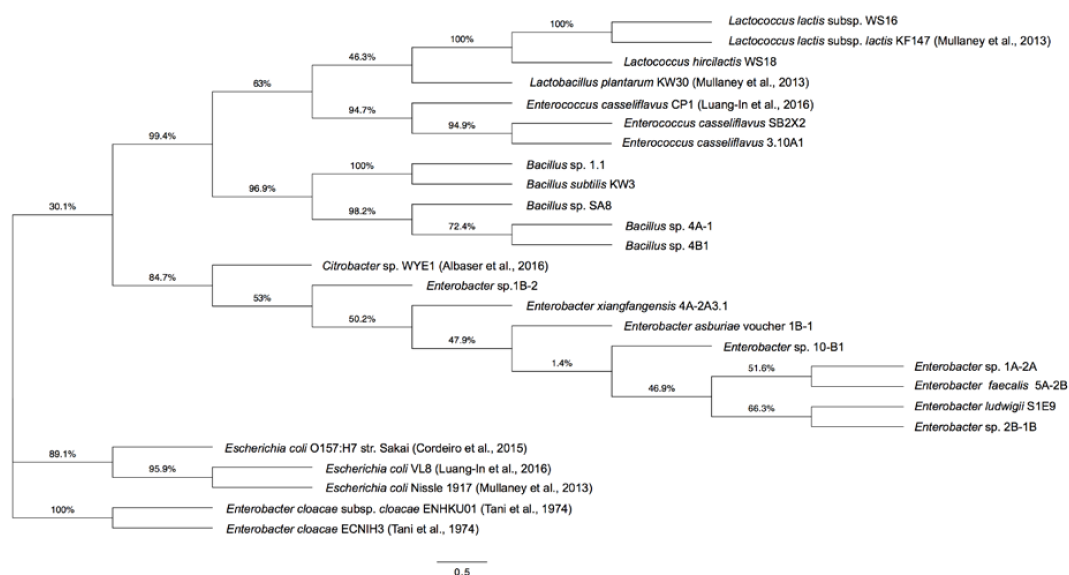 100%
Lactococcus lactis subsp. WS16
100%
Lactococcus lactis subsp. lactis KF147 (Mullaney et al., 2013)
46.3%
Lactococcus hircilactis WS18
63%
Lactobacillus plantarum KW30 (Mullaney et al., 2013)
94.7%
Enterococcus casseliflavus CP1 (Luang-In et al., 2016)
94.9%
Enterococcus casseliflavus SB2X2
99.4%
Enterococcus casseliflavus 3.10A1
100%
Bacillus sp. 1.1
96.9%
Bacillus subtilis KW3
98.2%
Bacillus sp. SA8
30.1%
72.4%
Bacillus sp. 4A-1
Bacillus sp. 4B1
84.7%
Citrobacter sp. WYE1 (Albaser et al., 2016)
53%
Enterobacter sp.1B-2
50.2%
Enterobacter xiangfangensis 4A-2A3.1
47.9%
Enterobacter asburiae voucher 1B-1
1.4%
Enterobacter sp. 10-B1
51.6%
Enterobacter sp. 1A-2A
46.9%
Enterobacter faecalis 5A-2B
66.3%
Enterobacter ludwigii S1E9
Enterobacter sp. 2B-1B
89.1%
Escherichia coli O157:H7 str. Sakai (Cordeiro et al., 2015)
95.9%
Escherichia coli VL8 (Luang-In et al., 2016)
Escherichia coli Nissle 1917 (Mullaney et al., 2013)
100%
Enterobacter cloacae subsp. cloacae ENHKU01 (Tani et al., 1974)
Enterobacter cloacae ECNIH3 (Tani et al., 1974)
0.5